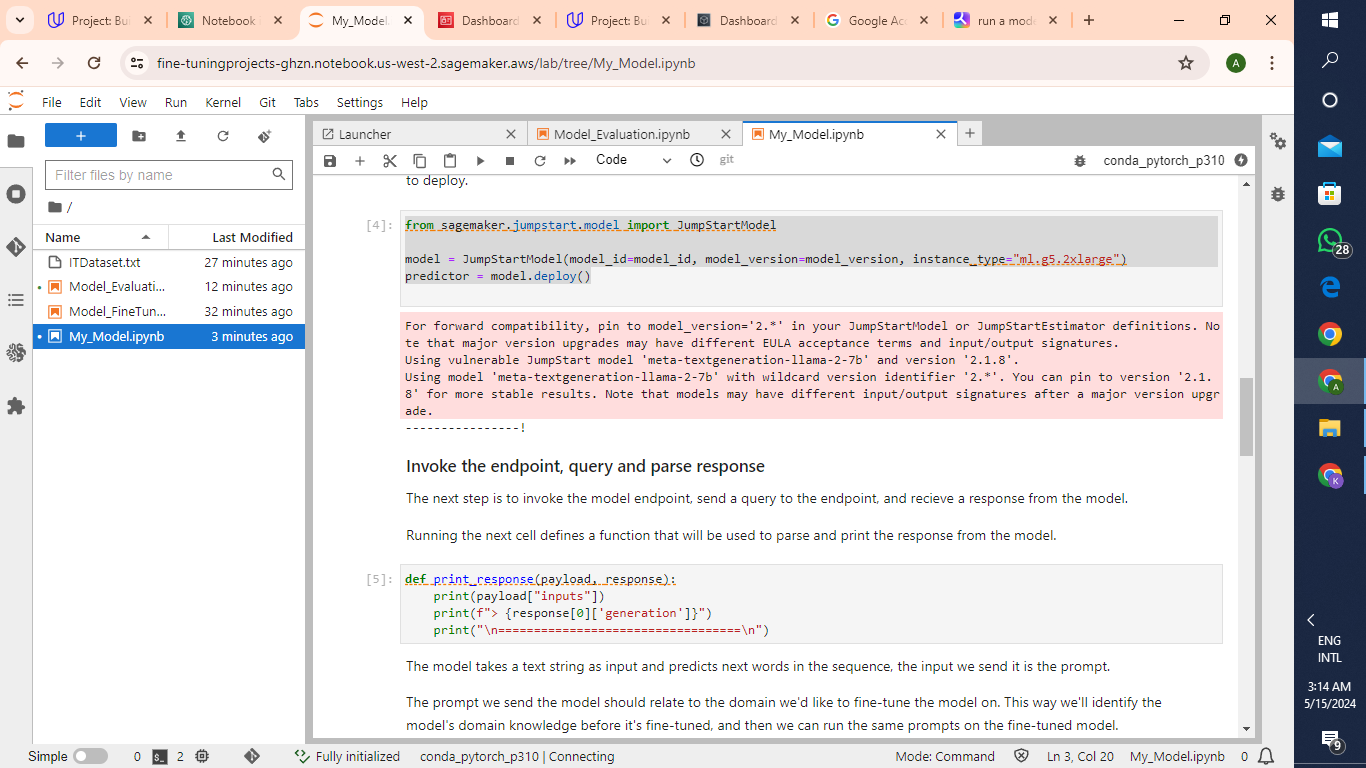 Project: Bui
Notebook
My_Model.
Dashboard
Project: Bui
Dashboard
Google Acc
run a mode
fine-tuningprojects-ghzn.notebook.us-west-2.sagemaker.aws/lab/tree/My_Model.ipynb
A
File Edit View Run Kernel Git Tabs Settings Help
Filter files by name
/
Name Last Modified
ITDataset.txt 27 minutes ago
Model_Evaluati... 12 minutes ago
Model_FineTun... 32 minutes ago
My_Model.ipynb 3 minutes ago
Launcher
Model_Evaluation.ipynb
My_Model.ipynb
Code
git
conda_pytorch_p310
to deploy.
[4]:
from sagemaker.jumpstart.model import JumpStartModel
model = JumpStartModel(model_id=model_id, model_version=model_version, instance_type="ml.g5.2xlarge")
predictor = model.deploy()
For forward compatibility, pin to model_version='2.*' in your JumpStartModel or JumpStartEstimator definitions. No
te that major version upgrades may have different EULA acceptance terms and input/output signatures.
Using vulnerable JumpStart model 'meta-textgeneration-llama-2-7b' and version '2.1.8'.
Using model 'meta-textgeneration-llama-2-7b' with wildcard version identifier '2.*'. You can pin to version '2.1.
8' for more stable results. Note that models may have different input/output signatures after a major version upgr
ade.
----------------!
Invoke the endpoint, query and parse response
The next step is to invoke the model endpoint, send a query to the endpoint, and recieve a response from the model.
Running the next cell defines a function that will be used to parse and print the response from the model.
[5]:
def print_response(payload, response):
print(payload["inputs"])
print(f"> {response[0]['generation']}")
print("\n==================================\n")
The model takes a text string as input and predicts next words in the sequence, the input we send it is the prompt.
The prompt we send the model should relate to the domain we'd like to fine-tune the model on. This way we'll identify the
model's domain knowledge before it's fine-tuned, and then we can run the same prompts on the fine-tuned model.
Simple 0 2 Fully initialized conda_pytorch_p310 | Connecting Mode: Command Ln 3, Col 20 My_Model.ipynb 0
28
A
K
ENG
INTL
3:14 AM
5/15/2024
9